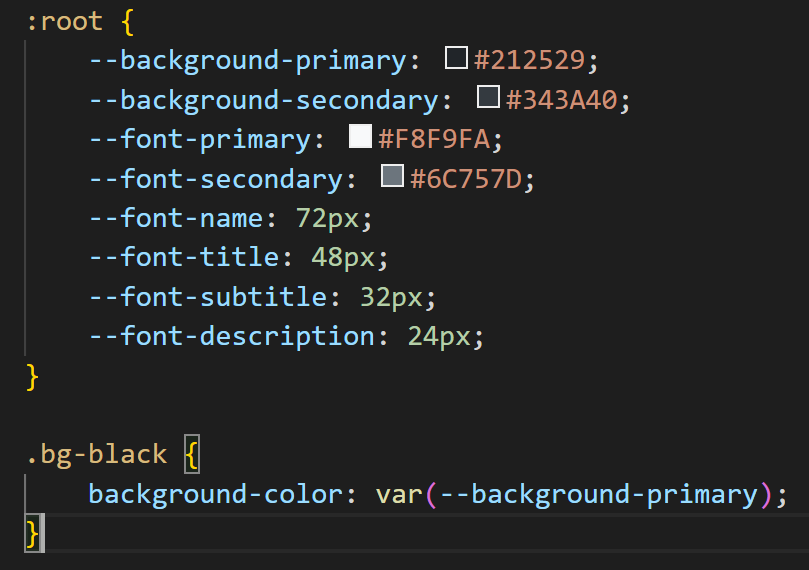 :root {
--background-primary: #212529;
--background-secondary: #343A40;
--font-primary: #F8F9FA;
--font-secondary: #6C757D;
--font-name: 72px;
--font-title: 48px;
--font-subtitle: 32px;
--font-description: 24px;
}
.bg-black {
background-color: var(--background-primary);
}